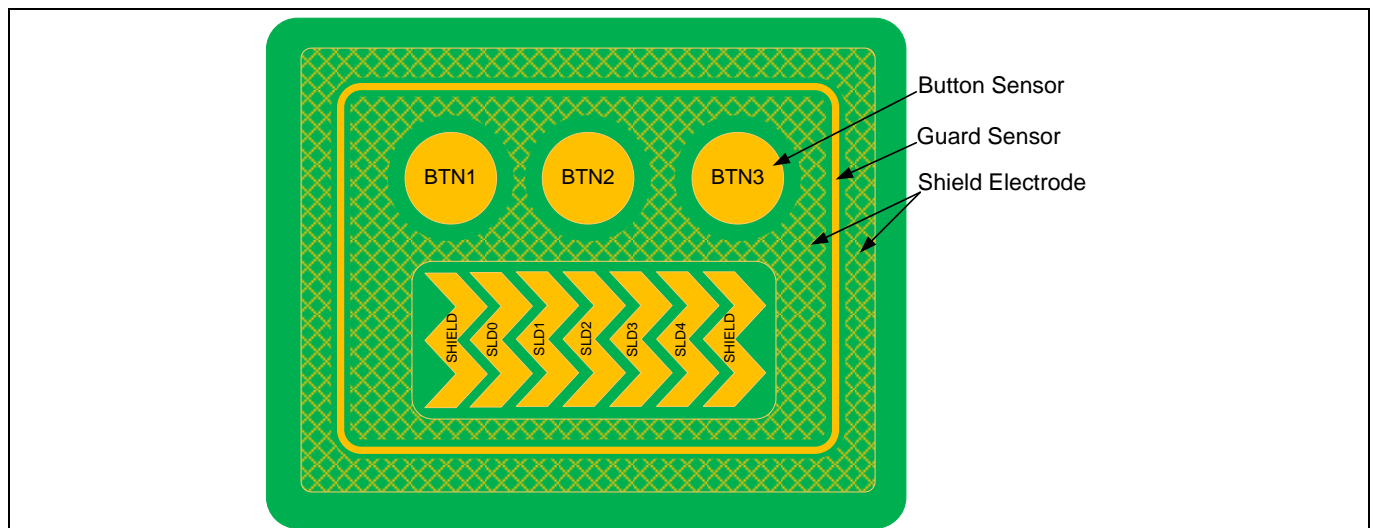 Button Sensor
Guard Sensor
Shield Electrode
BTN1 BTN2 BTN3
SHIELD SLD0 SLD1 SLD2 SLD3 SLD4 SHIELD